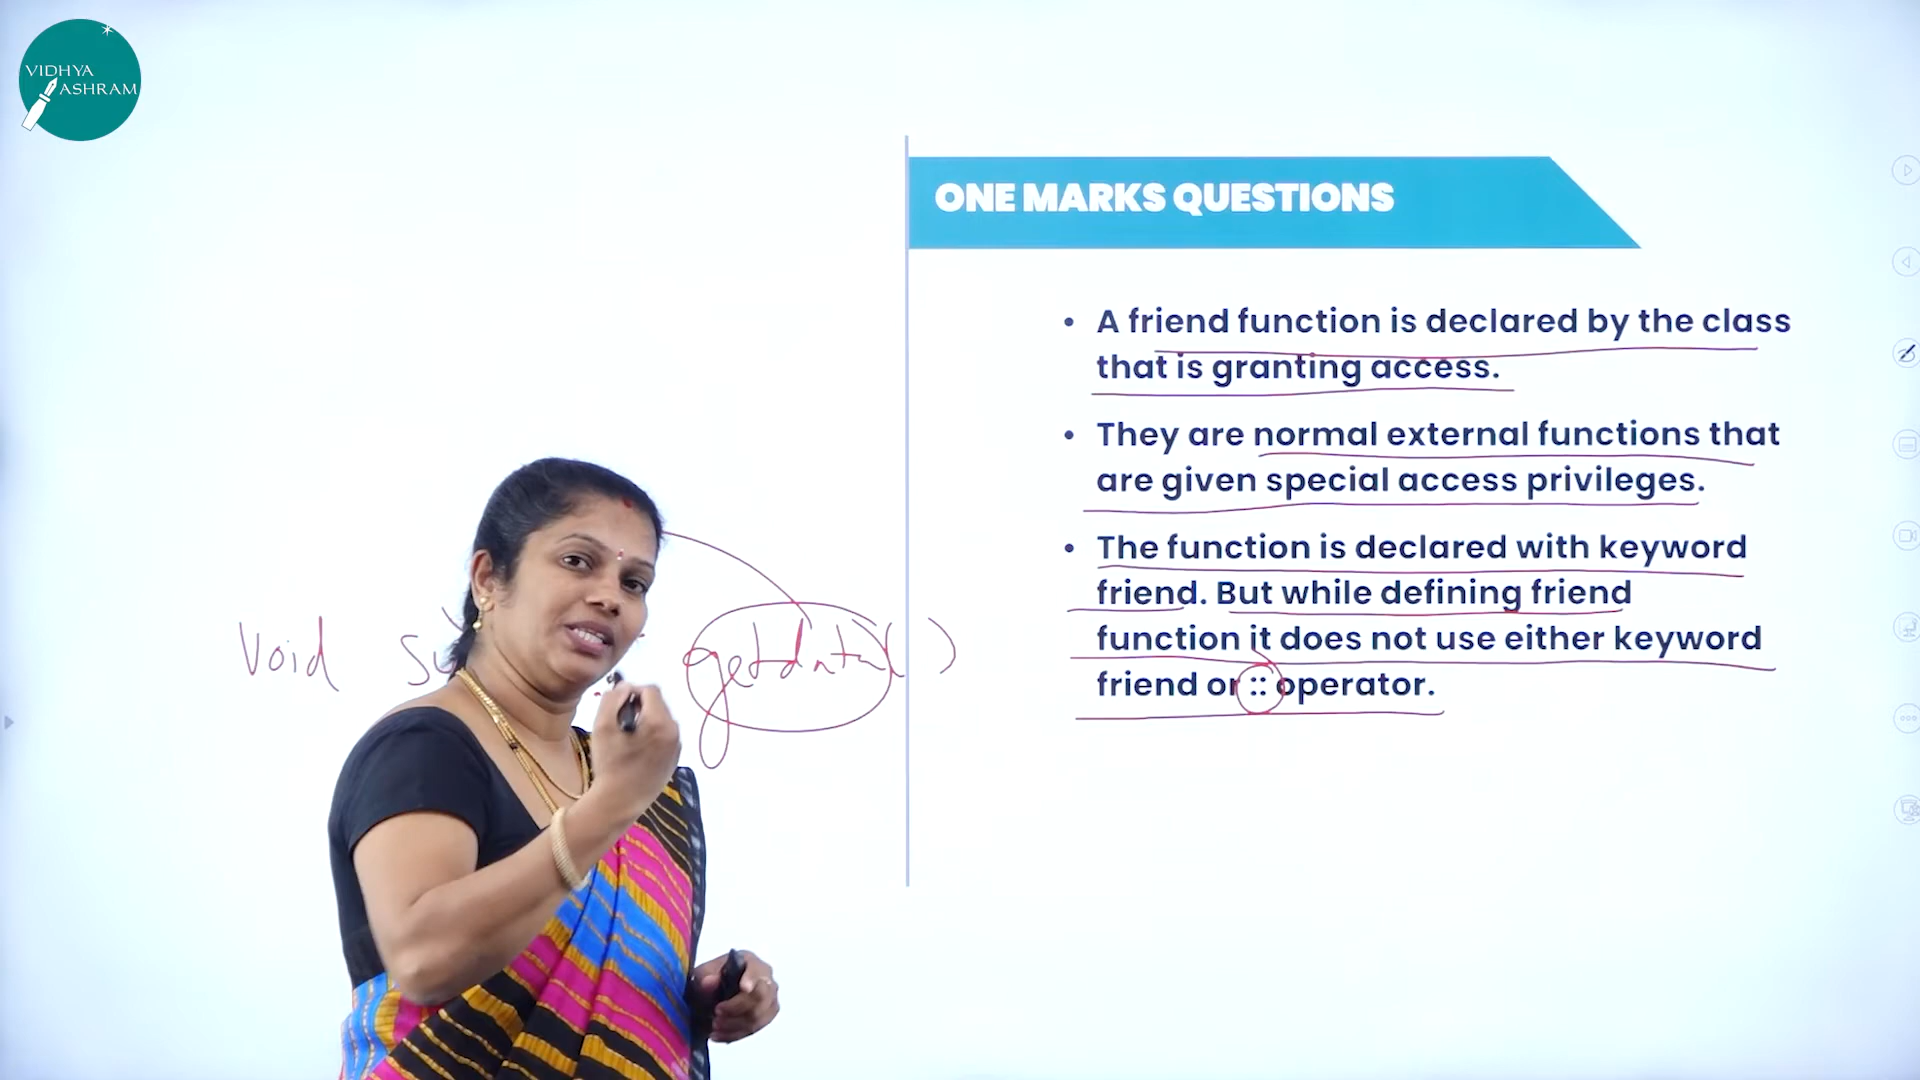 VIDHYA
ASHRAM
ONE MARKS QUESTIONS
• A friend function is declared by the class
that is granting access.
• They are normal external functions that
are given special access privileges.
• The function is declared with keyword
friend. But while defining friend
function it does not use either keyword
friend or :: operator.
Void getdata()